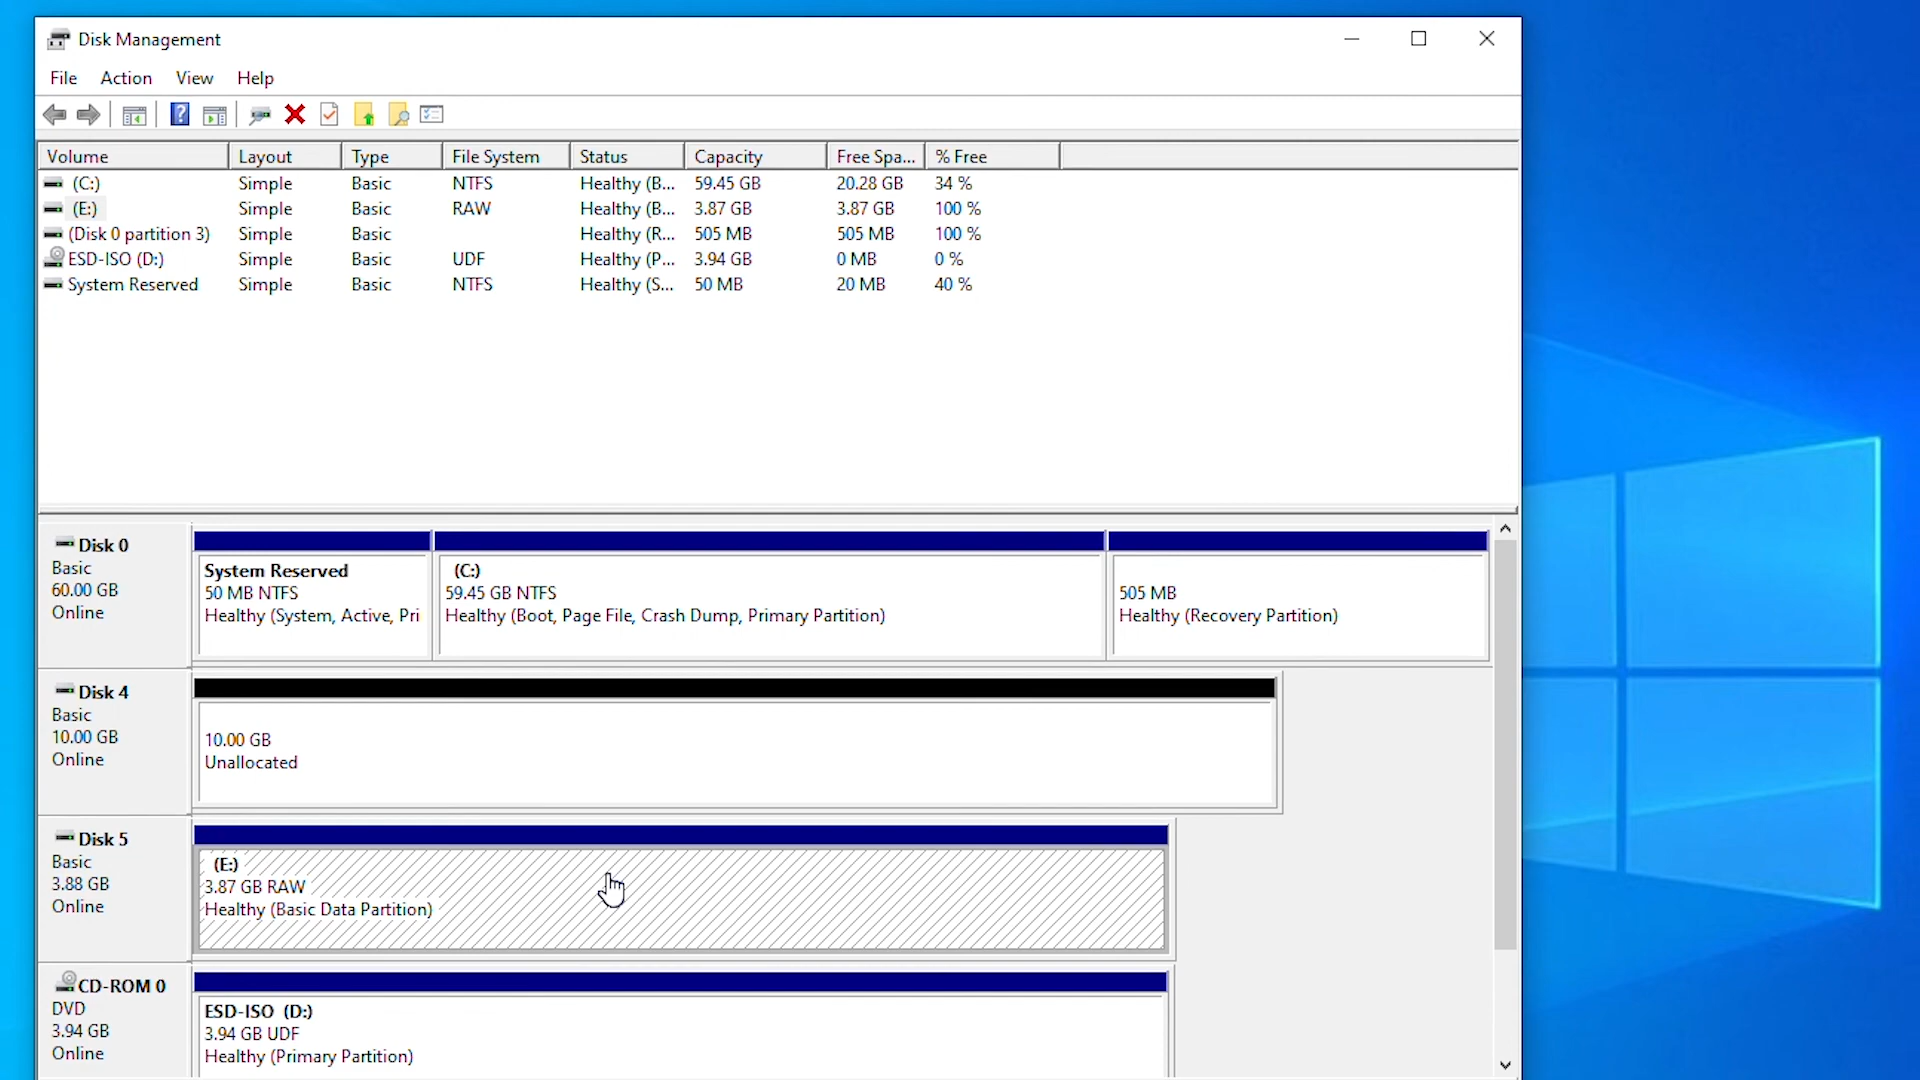 Disk Management
File Action View Help
Volume Layout Type File System Status Capacity Free Spa... % Free
(C:) Simple Basic NTFS Healthy (B... 59.45 GB 20.28 GB 34 %
(E:) Simple Basic RAW Healthy (B... 3.87 GB 3.87 GB 100 %
(Disk 0 partition 3) Simple Basic Healthy (R... 505 MB 505 MB 100 %
ESD-ISO (D:) Simple Basic UDF Healthy (P... 3.94 GB 0 MB 0 %
System Reserved Simple Basic NTFS Healthy (S... 50 MB 20 MB 40 %
Disk 0
Basic
60.00 GB
Online
System Reserved
50 MB NTFS
Healthy (System, Active, Pri
(C:)
59.45 GB NTFS
Healthy (Boot, Page File, Crash Dump, Primary Partition)
505 MB
Healthy (Recovery Partition)
Disk 4
Basic
10.00 GB
Online
10.00 GB
Unallocated
Disk 5
Basic
3.88 GB
Online
(E:)
3.87 GB RAW
Healthy (Basic Data Partition)
CD-ROM 0
DVD
3.94 GB
Online
ESD-ISO (D:)
3.94 GB UDF
Healthy (Primary Partition)